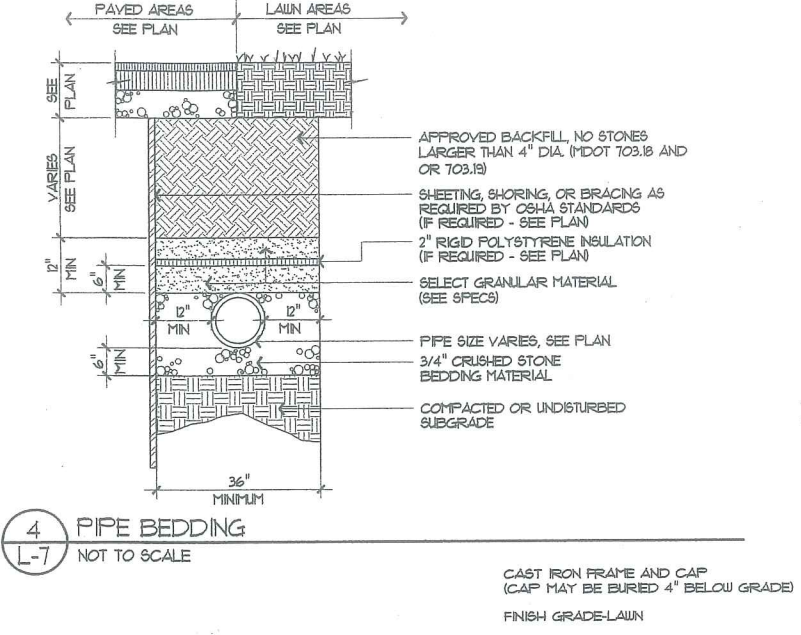 PAVED AREAS
SEE PLAN
LAWN AREAS
SEE PLAN
SEE
PLAN
VARIES
SEE PLAN
12"
MIN
6"
MIN
12"
MIN
12"
MIN
6"
MIN
APPROVED BACKFILL, NO STONES
LARGER THAN 4" DIA. (MDOT 703.18 AND
OR 703.19)
SHEETING, SHORING, OR BRACING AS
REQUIRED BY OSHA STANDARDS
(IF REQUIRED - SEE PLAN)
2" RIGID POLYSTYRENE INSULATION
(IF REQUIRED - SEE PLAN)
SELECT GRANULAR MATERIAL
(SEE SPECS)
PIPE SIZE VARIES, SEE PLAN
3/4" CRUSHED STONE
BEDDING MATERIAL
COMPACTED OR UNDISTURBED
SUBGRADE
36"
MINIMUM
4
L-7
PIPE BEDDING
NOT TO SCALE
CAST IRON FRAME AND CAP
(CAP MAY BE BURIED 4" BELOW GRADE)
FINISH GRADE-LAWN